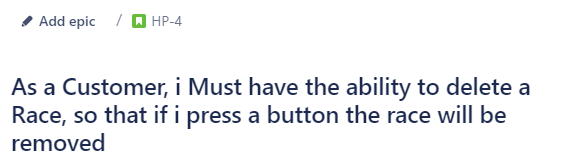 Add epic / HP-4
As a Customer, i Must have the ability to delete a
Race, so that if i press a button the race will be
removed